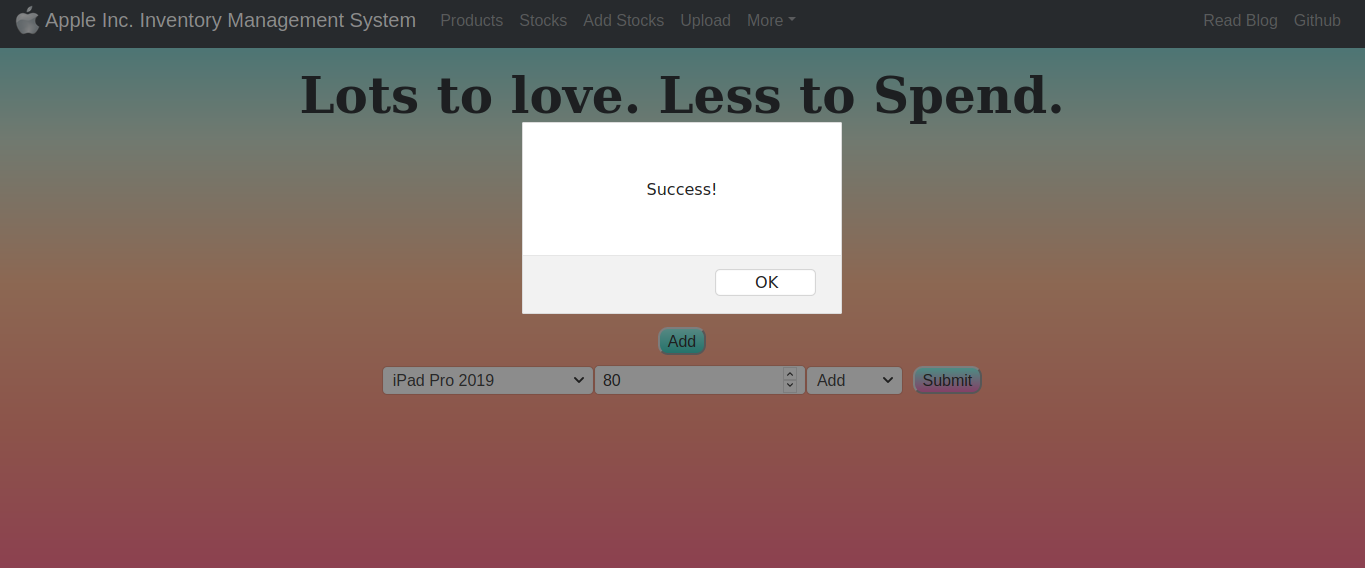 Apple Inc. Inventory Management System Products Stocks Add Stocks Upload More Read Blog Github
Lots to love. Less to Spend.
Success!
OK
Add
iPad Pro 2019 80 Add Submit